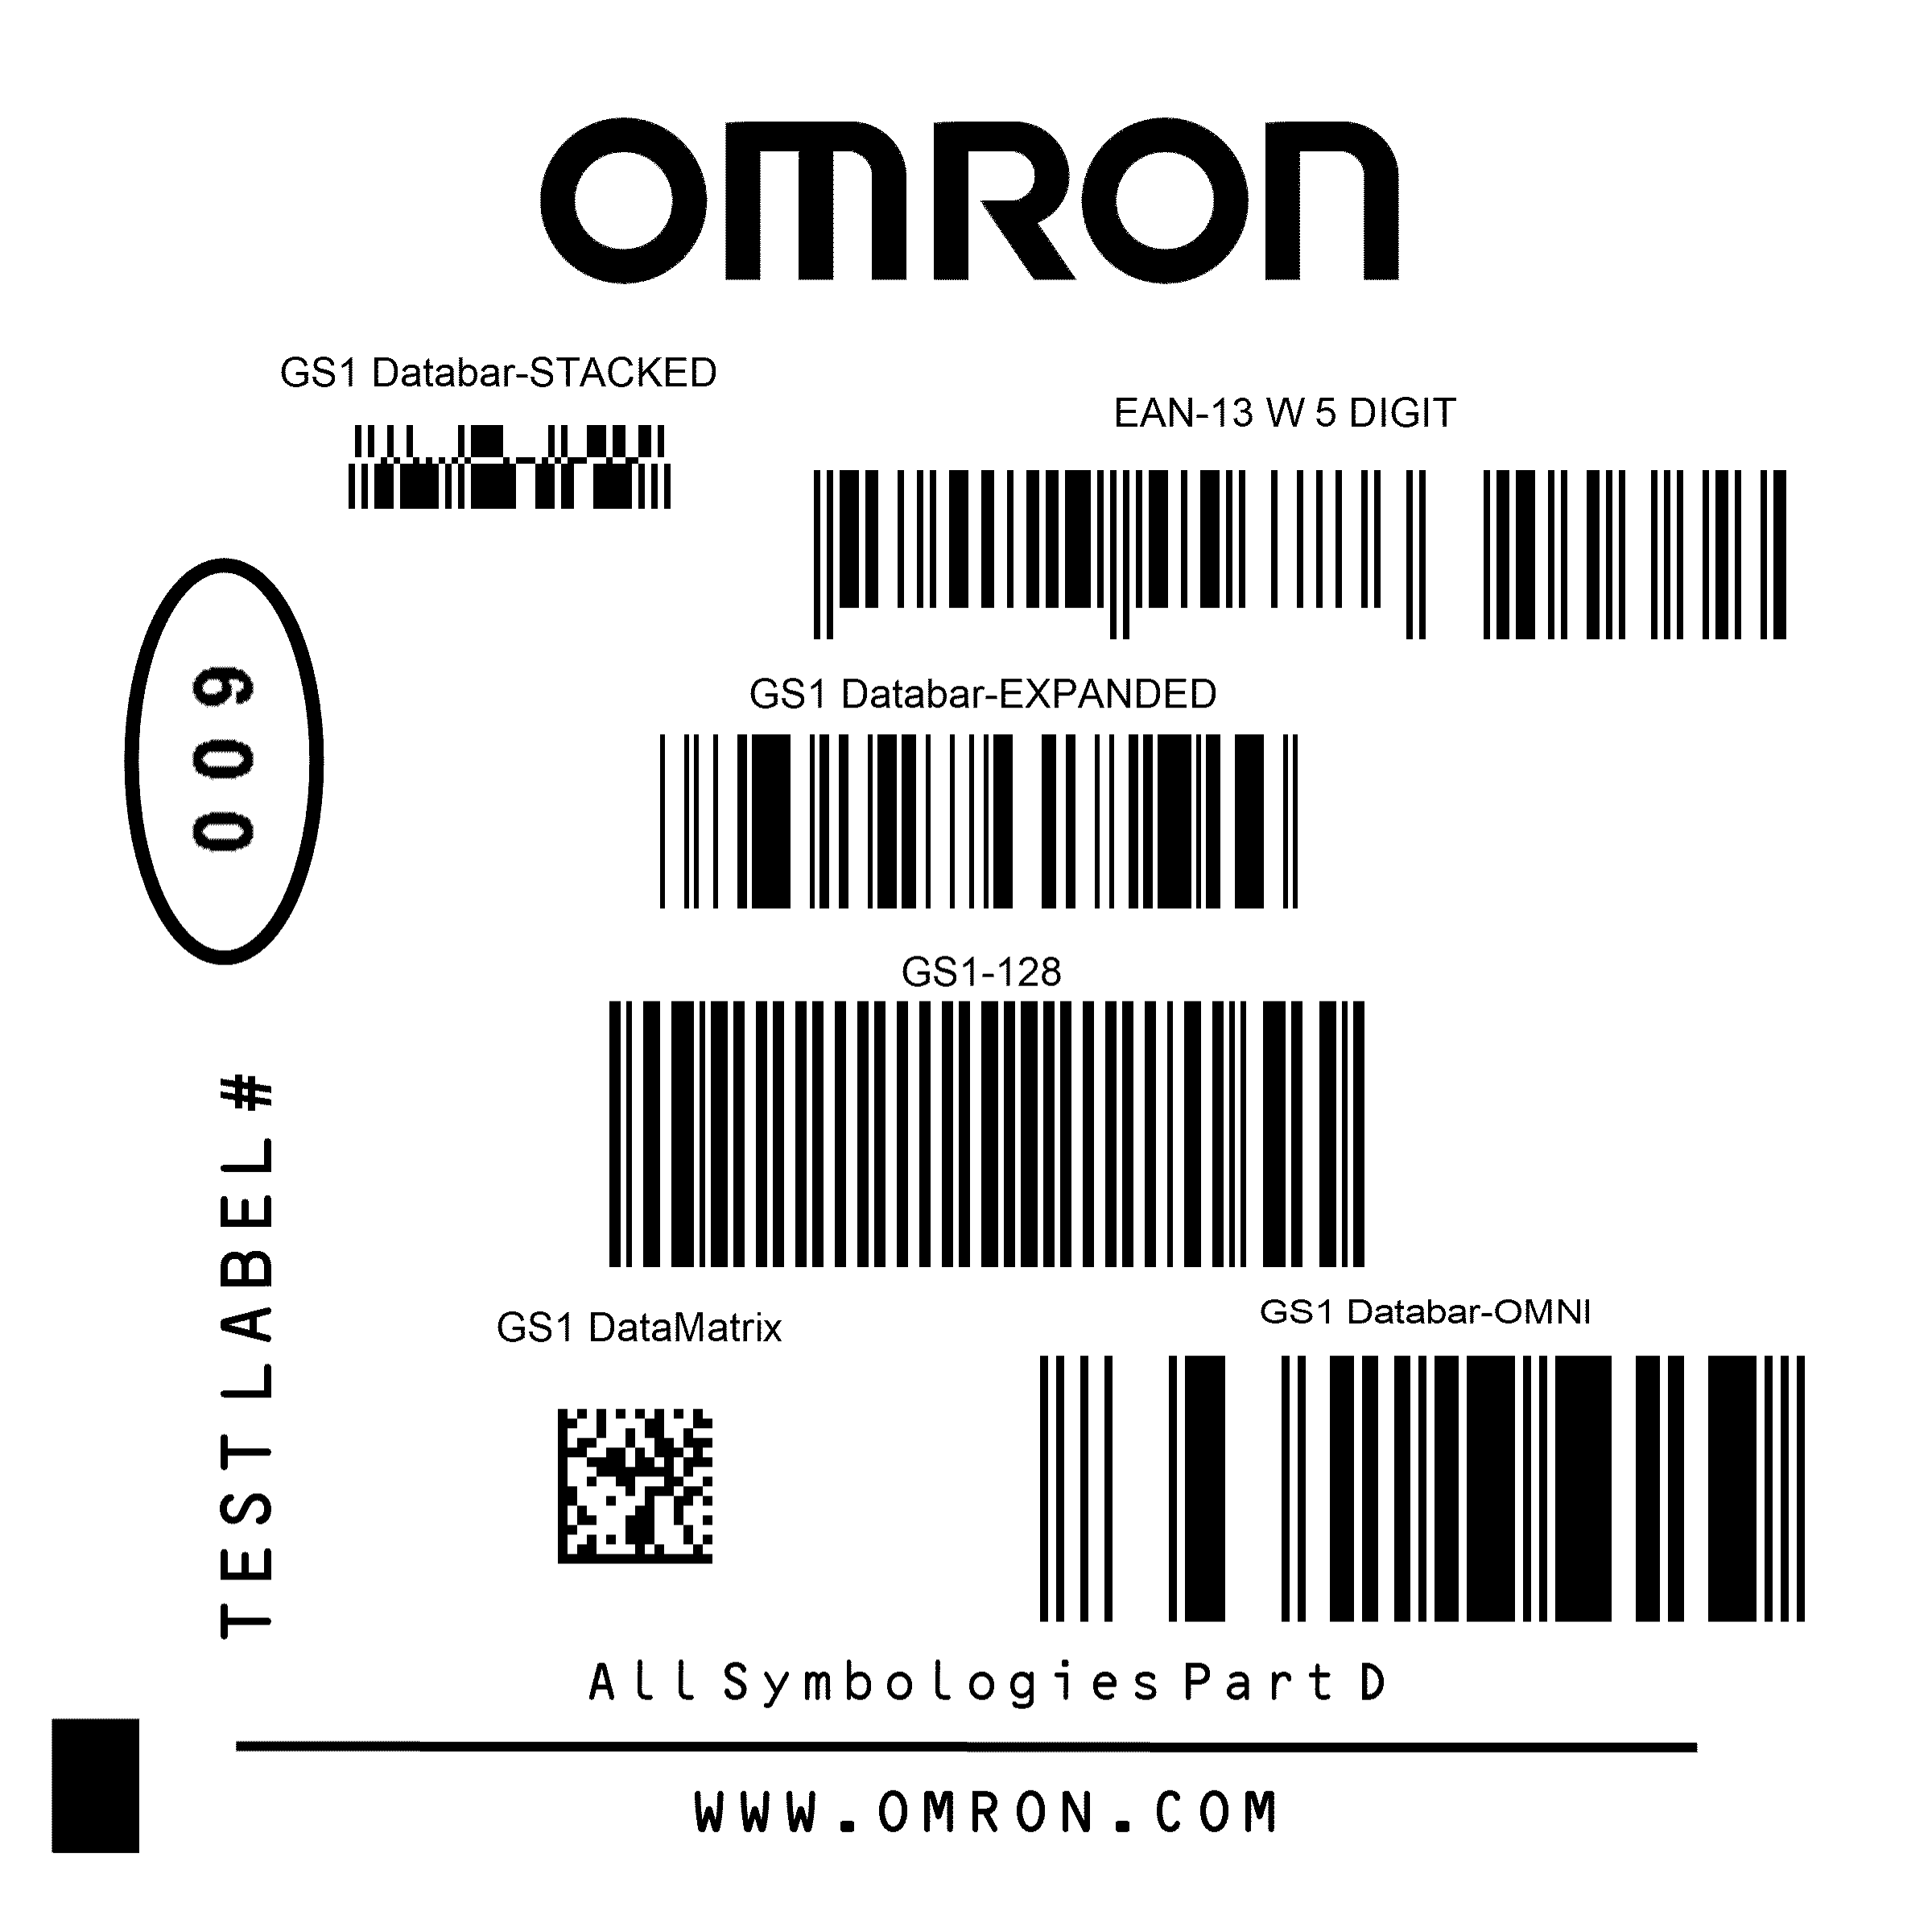 OMRON
GS1 Databar-STACKED
EAN-13 W 5 DIGIT
GS1 Databar-EXPANDED
GS1-128
GS1 DataMatrix
GS1 Databar-OMNI
TEST LABEL # 009
All Symbologies Part D
WWW.OMRON.COM